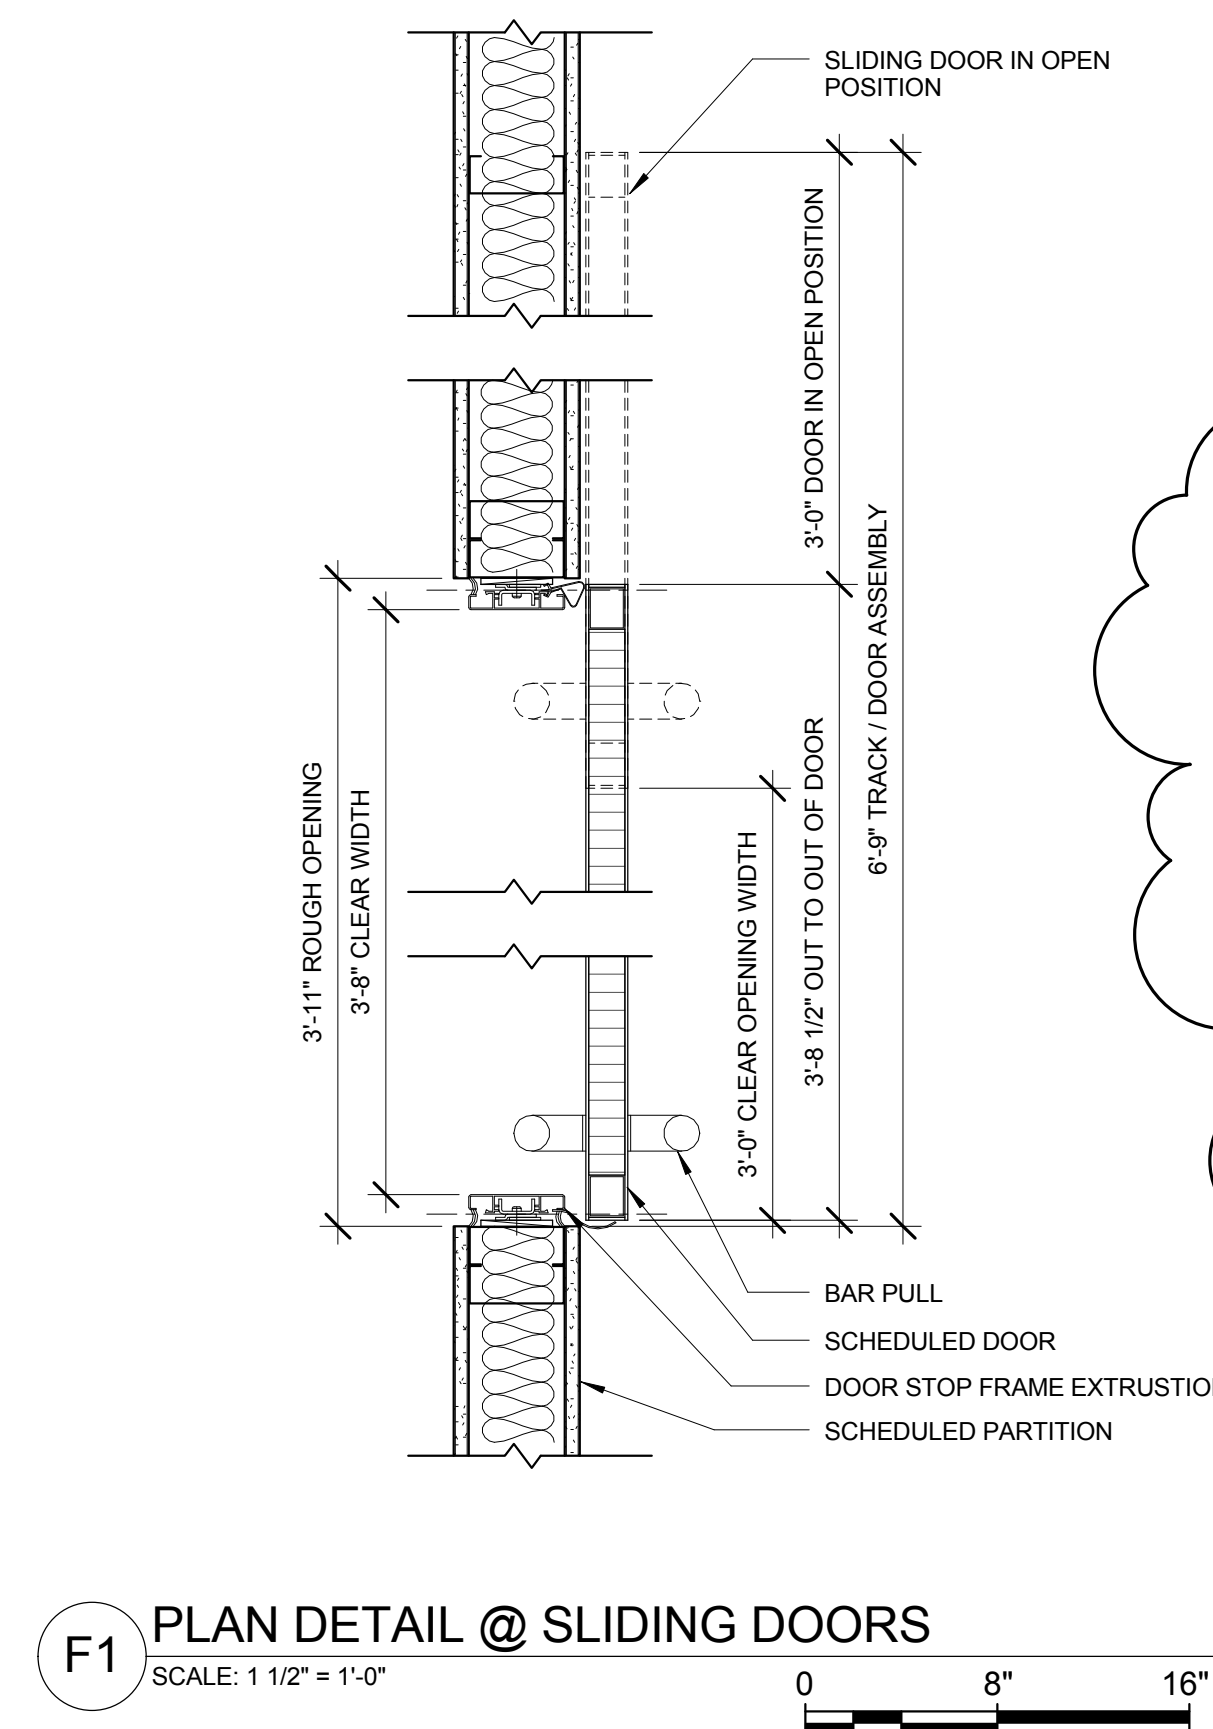 SLIDING DOOR IN OPEN
POSITION
3'-0" DOOR IN OPEN POSITION
6'-9" TRACK / DOOR ASSEMBLY
3'-11" ROUGH OPENING
3'-8" CLEAR WIDTH
3'-0" CLEAR OPENING WIDTH
3'-8 1/2" OUT TO OUT OF DOOR
BAR PULL
SCHEDULED DOOR
DOOR STOP FRAME EXTRUSTIO
SCHEDULED PARTITION
F1
PLAN DETAIL @ SLIDING DOORS
SCALE: 1 1/2" = 1'-0"
0 8" 16"